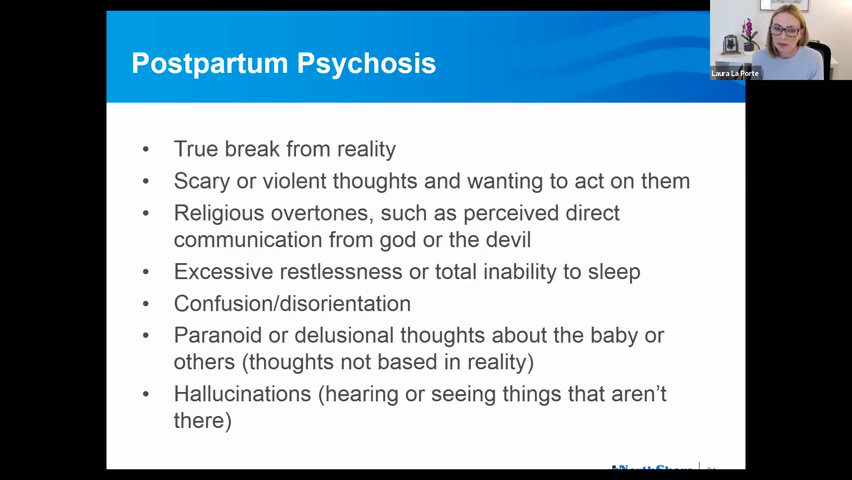 Postpartum Psychosis
Laura La Porte
• True break from reality
• Scary or violent thoughts and wanting to act on them
• Religious overtones, such as perceived direct
communication from god or the devil
• Excessive restlessness or total inability to sleep
• Confusion/disorientation
• Paranoid or delusional thoughts about the baby or
others (thoughts not based in reality)
• Hallucinations (hearing or seeing things that aren’t
there)
NorthShore